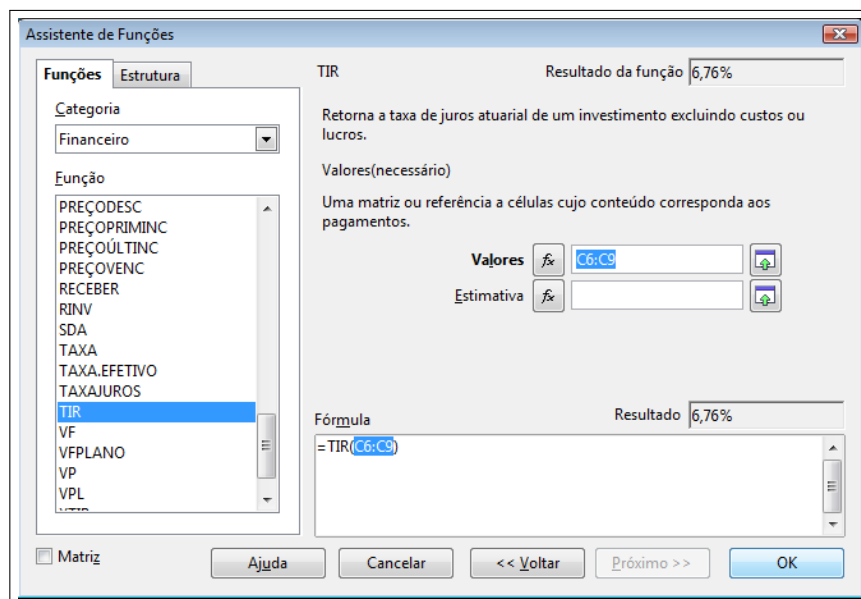 Assistente de Funções
Funções
Estrutura
Categoria
Financeiro
Função
PREÇODESC
PREÇOPRIMINC
PREÇOÚLTINC
PREÇOVENC
RECEBER
RINV
SDA
TAXA
TAXA.EFETIVO
TAXAJUROS
TIR
VF
VFPLANO
VP
VPL
TIR
Resultado da função 6,76%
Retorna a taxa de juros atuarial de um investimento excluindo custos ou
lucros.
Valores(necessário)
Uma matriz ou referência a células cujo conteúdo corresponda aos
pagamentos.
Valores fx C6:C9
Estimativa fx
Fórmula
Resultado 6,76%
=TIR(C6:C9)
Matriz
Ajuda
Cancelar
<< Voltar
Próximo >>
OK